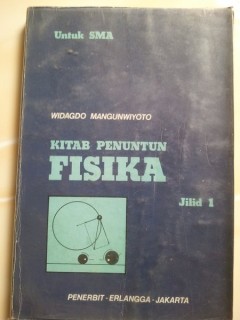 Untuk SMA
WIDAGDO MANGUNWIYOTO
KITAB PENUNTUN
FISIKA
Jilid 1
PENERBIT-ERLANGGA-JAKARTA